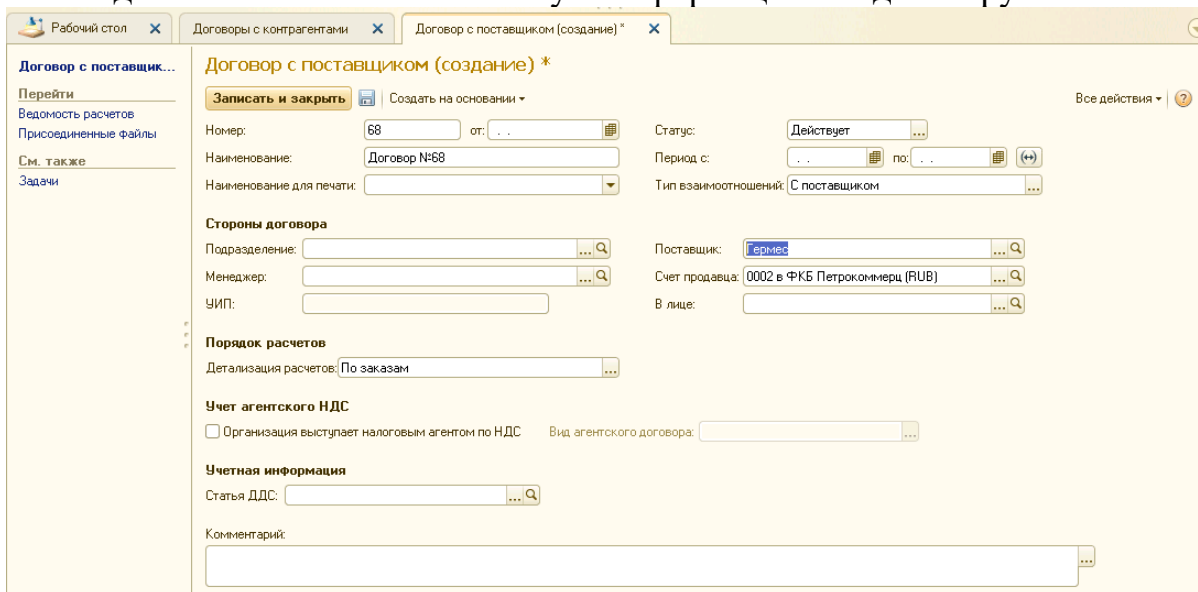 Рабочий стол Договоры с контрагентами Договор с поставщиком (создание) *
Договор с поставщик...
Перейти
Ведомость расчетов
Присоединенные файлы
См. также
Задачи
Договор с поставщиком (создание) *
Записать и закрыть Создать на основании Все действия
Номер: 68 от: . . Статус: Действует
Наименование: Договор №68 Период с: . . по: . .
Наименование для печати: Тип взаимоотношений: С поставщиком
Стороны договора
Подразделение: Поставщик: Гермес
Менеджер: Счет продавца: 0002 в ФКБ Петрокоммерц (RUB)
УИП: В лице:
Порядок расчетов
Детализация расчетов: По заказам
Учет агентского НДС
Организация выступает налоговым агентом по НДС Вид агентского договора:
Учетная информация
Статья ДДС:
Комментарий: